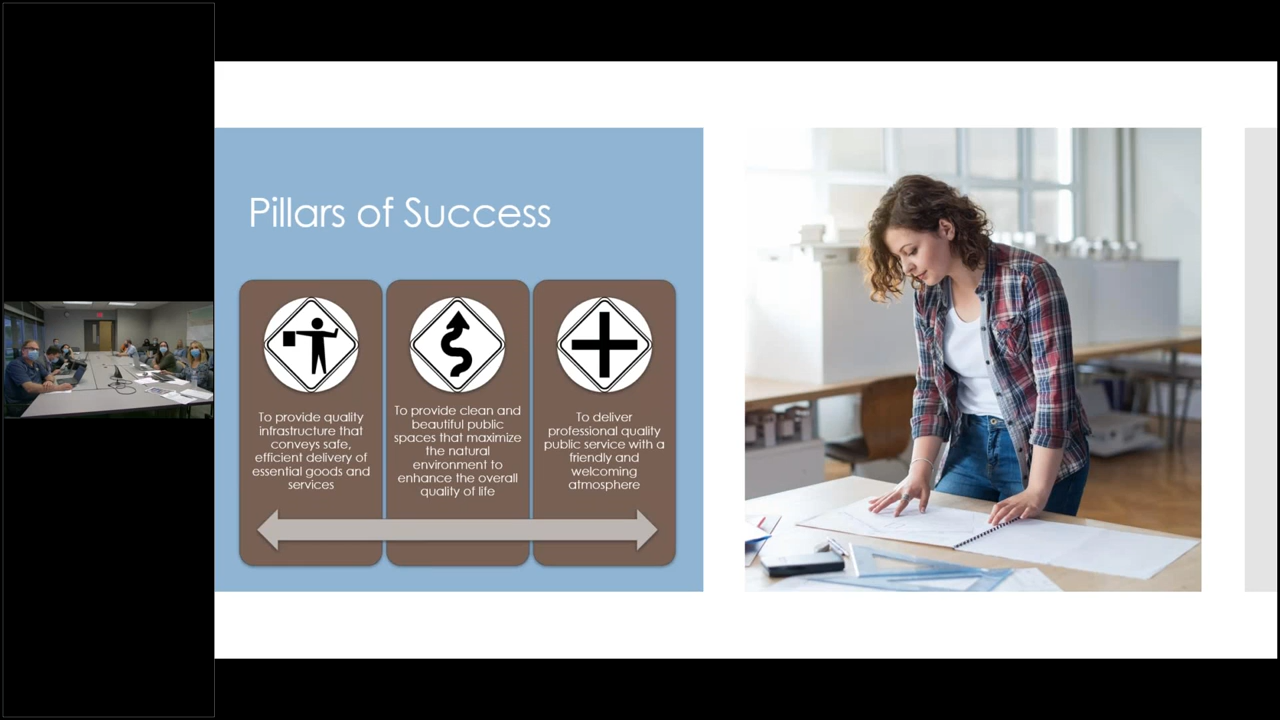 Pillars of Success
To provide quality
infrastructure that
conveys safe,
efficient delivery of
essential goods and
services
To provide clean and
beautiful public
spaces that maximize
the natural
environment to
enhance the overall
quality of life
To deliver
professional quality
public service with a
friendly and
welcoming
atmosphere